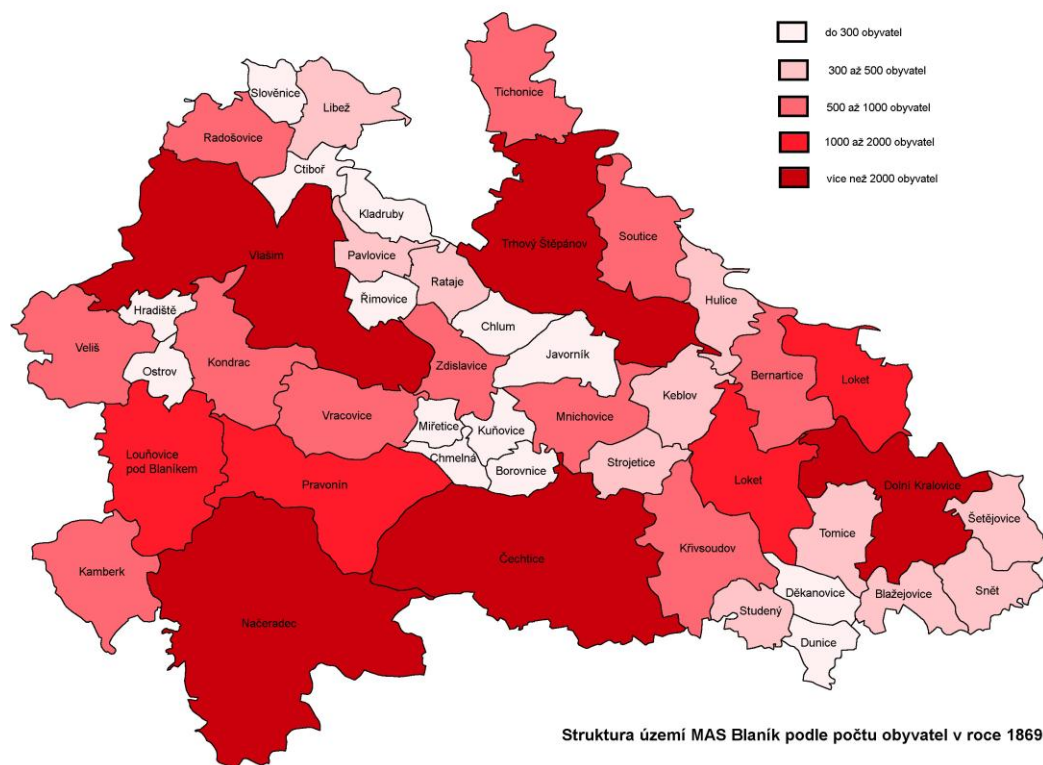 do 300 obyvatel
300 až 500 obyvatel
500 až 1000 obyvatel
1000 až 2000 obyvatel
více než 2000 obyvatel
Tichonice
Slověnice
Libež
Radošovice
Ctiboř
Kladruby
Trhový Štěpánov
Soutice
Vlašim
Pavlovice
Rataje
Římovice
Hulice
Hradiště
Chlum
Veliš
Kondrac
Ostrov
Zdislavice
Javorník
Bernartice
Loket
Keblov
Vracovice
Mnichovice
Miřetice
Kuňovice
Louňovice
pod Blaníkem
Chmelná
Borovnice
Strojetice
Pravonín
Loket
Dolní Kralovice
Tomice
Šetějovice
Čechtice
Křivsoudov
Kamberk
Děkanovice
Blažejovice
Snět
Studený
Načeradec
Dunice
Struktura území MAS Blaník podle počtu obyvatel v roce 1869